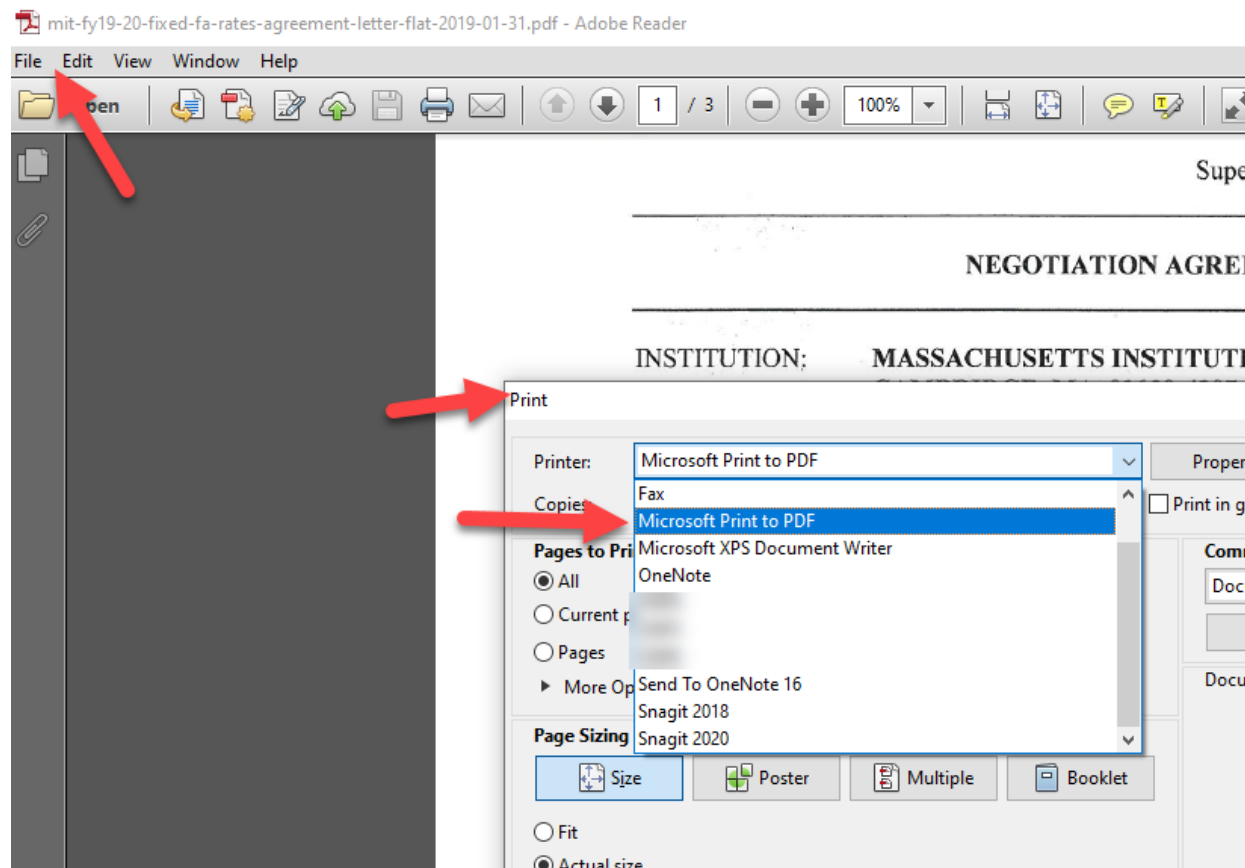 mit-fy19-20-fixed-fa-rates-agreement-letter-flat-2019-01-31.pdf - Adobe Reader
File Edit View Window Help
1 / 3 100%
Supe
NEGOTIATION AGREE
INSTITUTION: MASSACHUSETTS INSTITUTE
Print
Printer: Microsoft Print to PDF Proper
Copies Fax Print in g
Microsoft Print to PDF
Pages to Pri Microsoft XPS Document Writer Com
All OneNote Doc
Current p
Pages
More Op Send To OneNote 16 Docu
Snagit 2018
Page Sizing Snagit 2020
Size Poster Multiple Booklet
Fit
Actual size